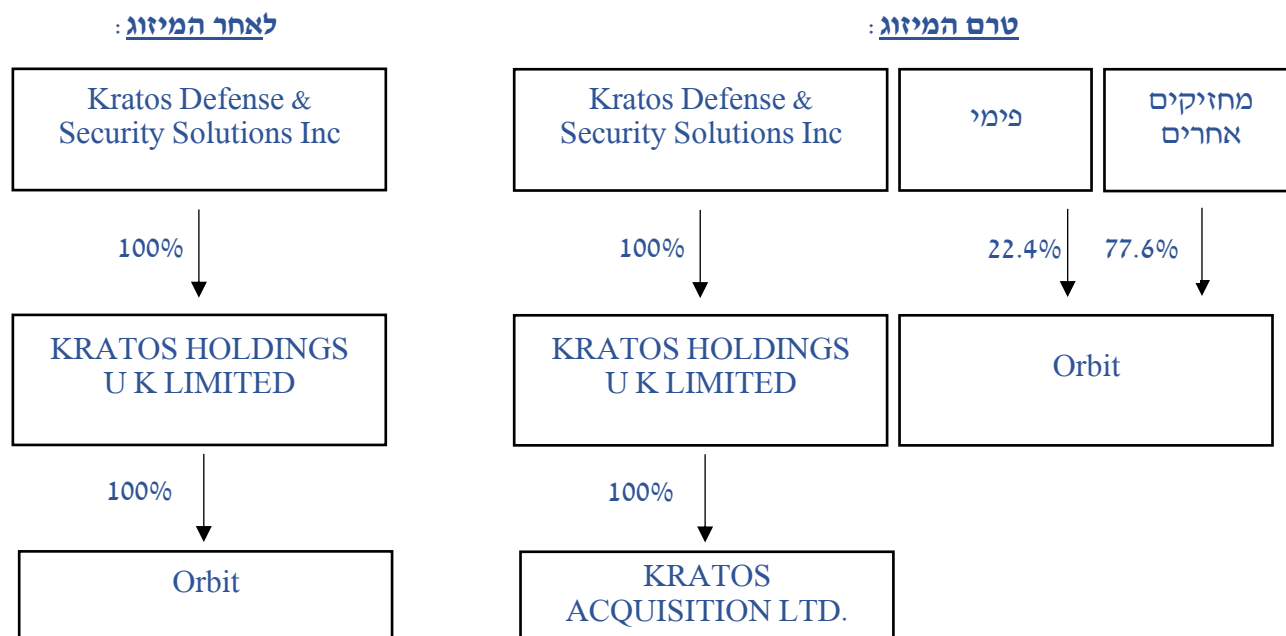 טרם המיזוג:
מחזיקים
אחרים
פימי
Kratos Defense &
Security Solutions Inc
77.6%
22.4%
100%
Orbit
KRATOS HOLDINGS
U K LIMITED
100%
KRATOS
ACQUISITION LTD.
לאחר המיזוג:
Kratos Defense &
Security Solutions Inc
100%
KRATOS HOLDINGS
U K LIMITED
100%
Orbit